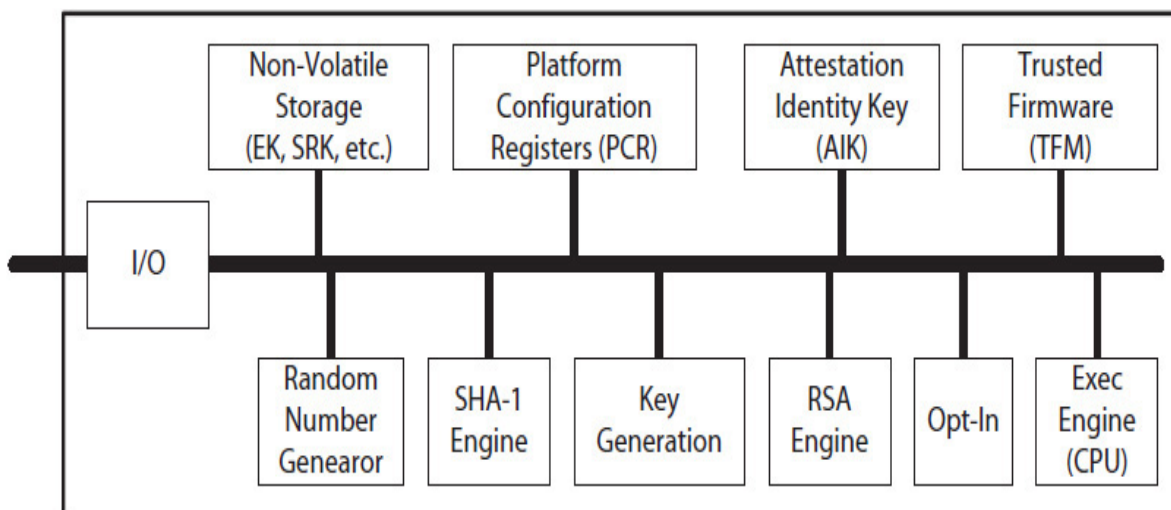 Non-Volatile
Storage
(EK, SRK, etc.)
Platform
Configuration
Registers (PCR)
Attestation
Identity Key
(AIK)
Trusted
Firmware
(TFM)
I/O
Random
Number
Genearor
SHA-1
Engine
Key
Generation
RSA
Engine
Opt-In
Exec
Engine
(CPU)